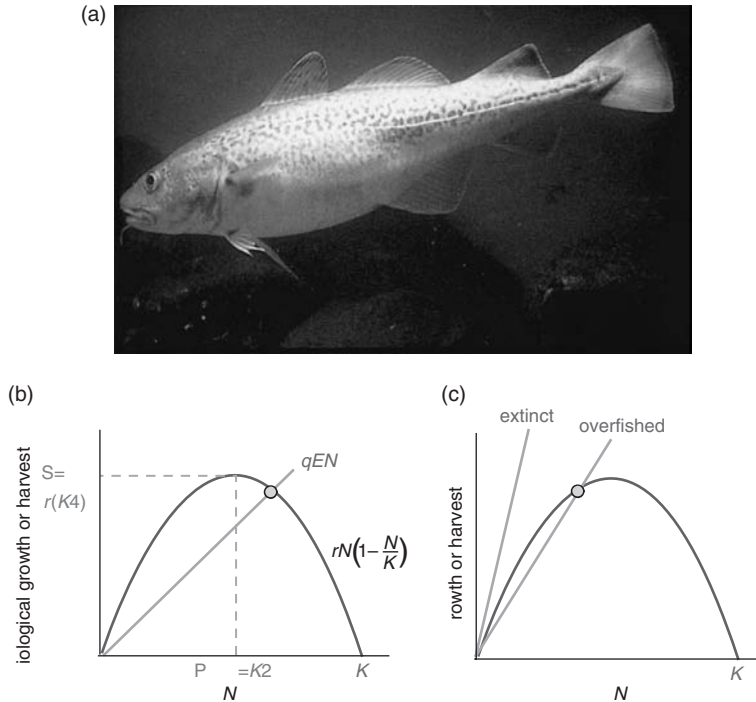 (a)
(b)
iological growth or harvest
S=
r(K4)
qEN
rN(1−N/K)
P =K2
K
N
(c)
rowth or harvest
extinct
overfished
K
N